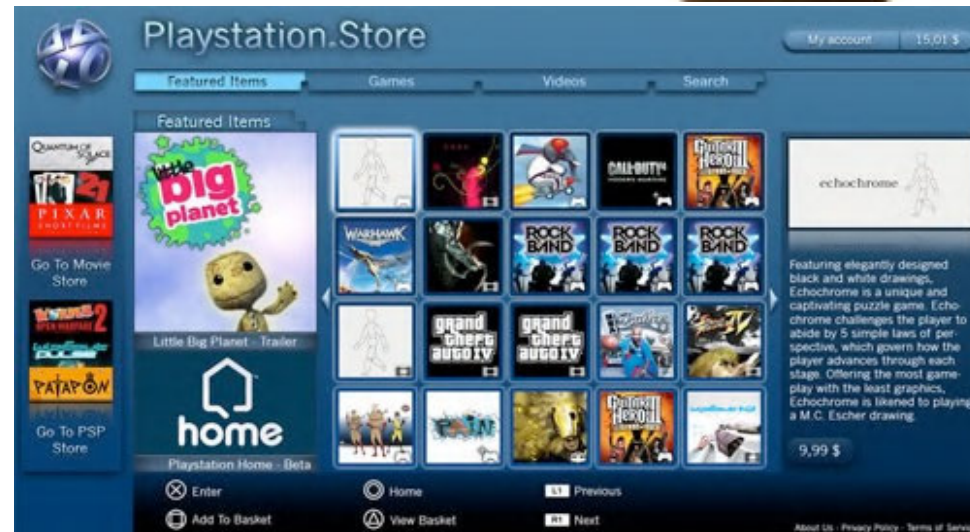 Playstation.Store
My account
15,01 $
Featured Items
Games
Videos
Search
Featured Items
QUANTUM OF SOLACE
21
PIXAR
SHORT FILMS
Go To Movie
Store
WORMS 2
OPEN WARFARE
PULSE
PATAPON
Go To PSP
Store
little
big
planet
Little Big Planet - Trailer
home
Playstation Home - Beta
CALL·DUTY4
GUITAR
HERO III
WARHAWK
ROCK
BAND
ROCK
BAND
ROCK
BAND
grand
theft
auto IV
grand
theft
auto IV
IV
PAIN
GUITAR
HERO III
echochrome
Featuring elegantly designed
black and white drawings,
Echochrome is a unique and
captivating puzzle game. Echo-
chrome challenges the player to
abide by 5 simple laws of per-
spective, which govern how the
player advances through each
stage. Offering the most game-
play with the least graphics,
Echochrome is likened to playing
a M.C. Escher drawing.
9,99 $
Enter
Home
L1 Previous
Add To Basket
View Basket
R1 Next
About Us - Privacy Policy - Terms of Servi